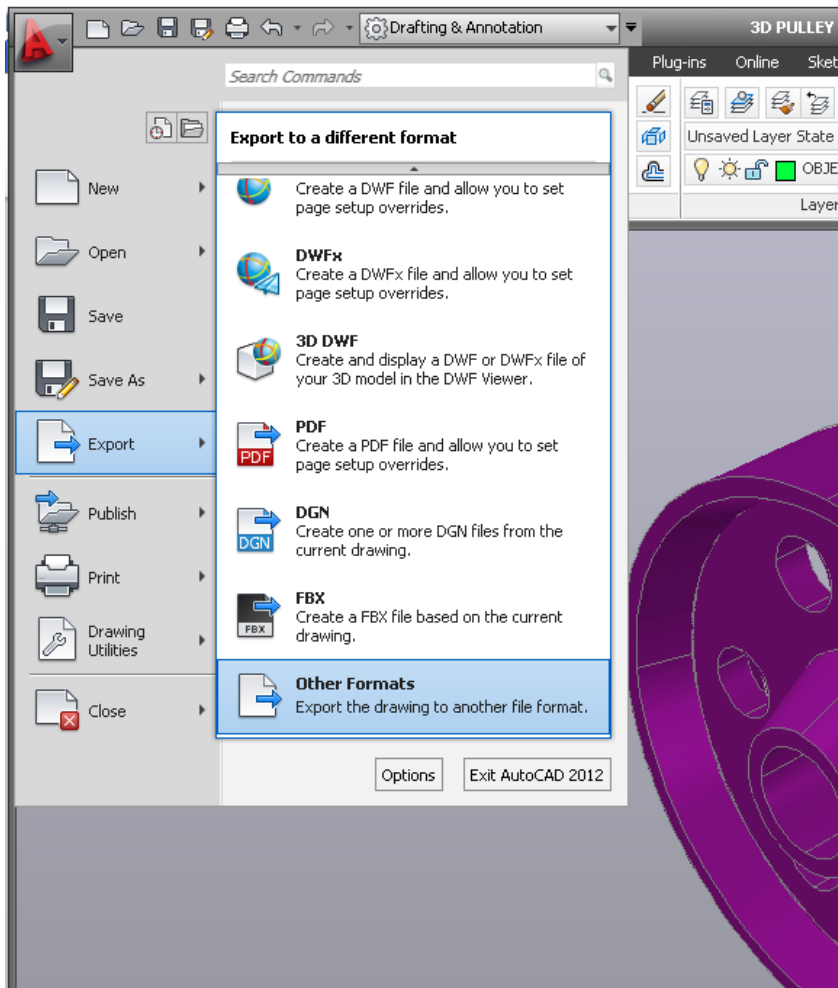 Drafting & Annotation
3D PULLEY
Search Commands
Plug-ins Online Sket
Unsaved Layer State
OBJE
Layer
Export to a different format
New
Open
Save
Save As
Export
Publish
Print
Drawing
Utilities
Close
Create a DWF file and allow you to set
page setup overrides.
DWFx
Create a DWFx file and allow you to set
page setup overrides.
3D DWF
Create and display a DWF or DWFx file of
your 3D model in the DWF Viewer.
PDF
PDF
Create a PDF file and allow you to set
page setup overrides.
DGN
DGN
Create one or more DGN files from the
current drawing.
FBX
FBX
Create a FBX file based on the current
drawing.
Other Formats
Export the drawing to another file format.
Options
Exit AutoCAD 2012